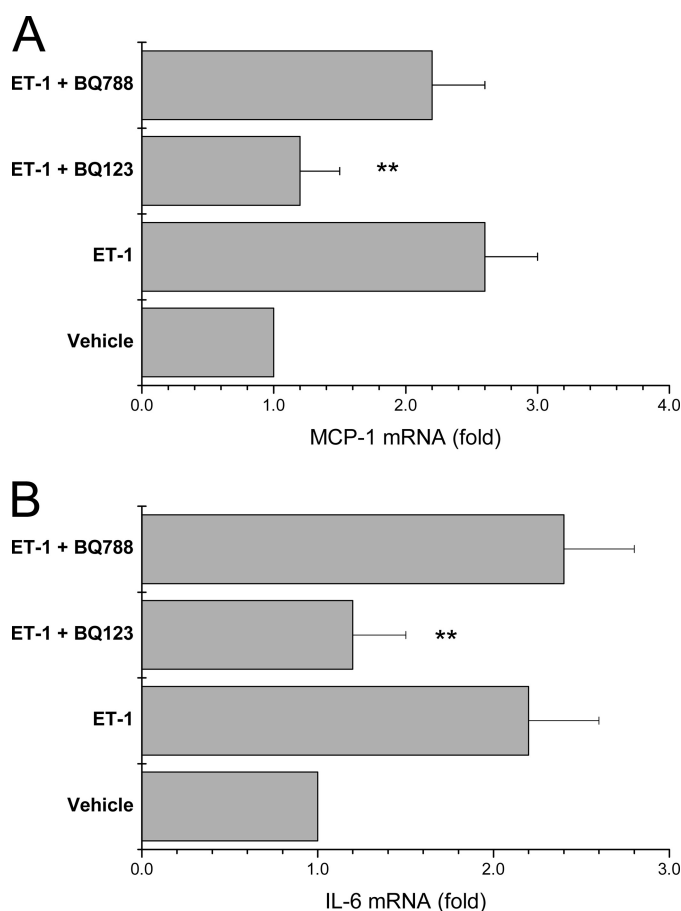 A
ET-1 + BQ788
ET-1 + BQ123
**
ET-1
Vehicle
0.0 1.0 2.0 3.0 4.0
MCP-1 mRNA (fold)
B
ET-1 + BQ788
ET-1 + BQ123
**
ET-1
Vehicle
0.0 1.0 2.0 3.0
IL-6 mRNA (fold)